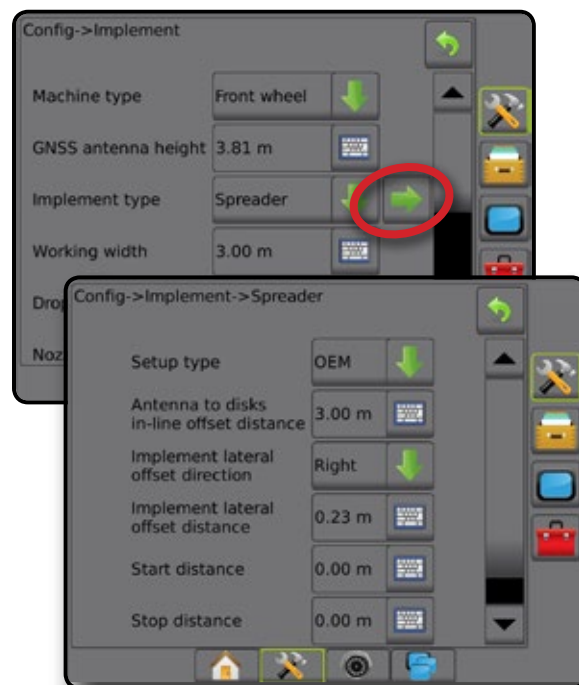 Config->Implement
Machine type Front wheel
GNSS antenna height 3.81 m
Implement type Spreader
Working width 3.00 m
Config->Implement->Spreader
Setup type OEM
Antenna to disks
in-line offset distance 3.00 m
Implement lateral
offset direction Right
Implement lateral
offset distance 0.23 m
Start distance 0.00 m
Stop distance 0.00 m